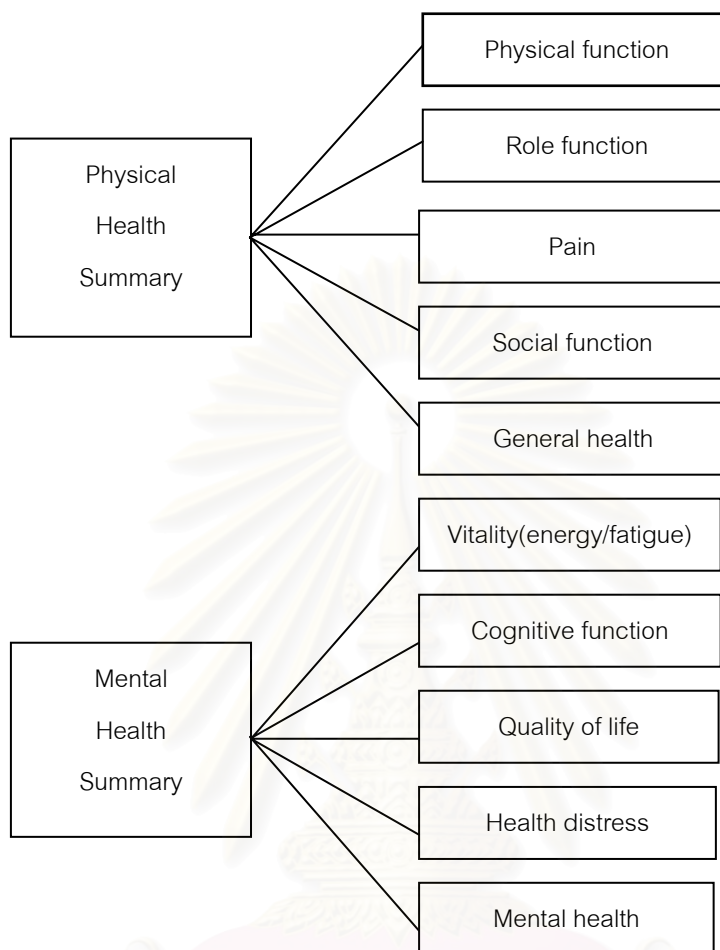 Physical
Health
Summary
Physical function
Role function
Pain
Social function
General health
Mental
Health
Summary
Vitality(energy/fatigue)
Cognitive function
Quality of life
Health distress
Mental health